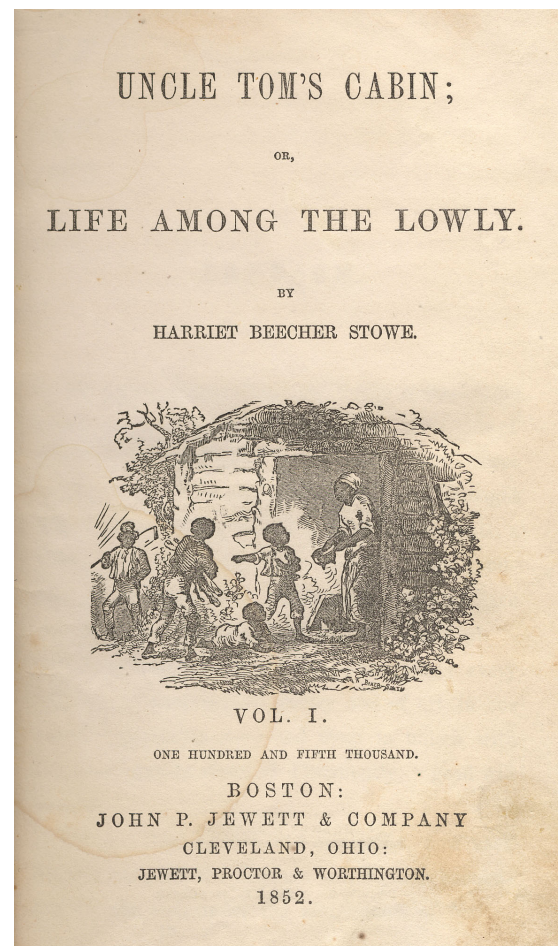 UNCLE TOM'S CABIN;
OR,
LIFE AMONG THE LOWLY.
BY
HARRIET BEECHER STOWE.
VOL. I.
ONE HUNDRED AND FIFTH THOUSAND.
BOSTON:
JOHN P. JEWETT & COMPANY
CLEVELAND, OHIO:
JEWETT, PROCTOR & WORTHINGTON.
1852.